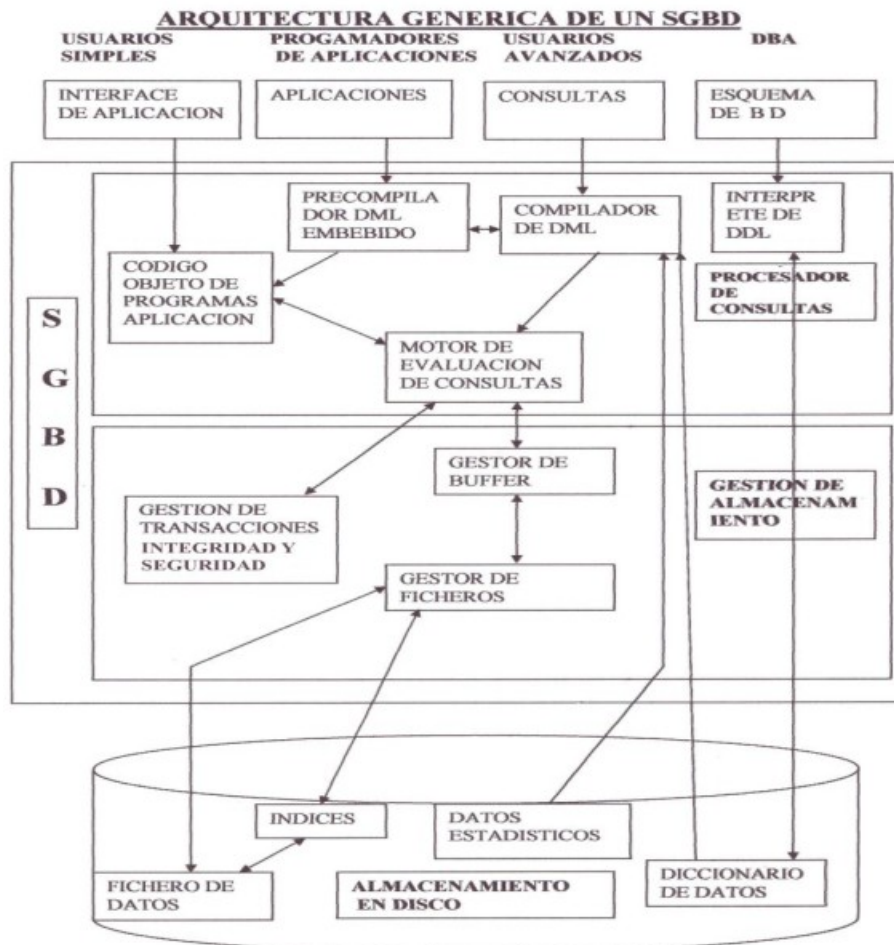 ARQUITECTURA GENERICA DE UN SGBD
USUARIOS
SIMPLES
PROGAMADORES
DE APLICACIONES
USUARIOS
AVANZADOS
DBA
INTERFACE
DE APLICACION
APLICACIONES
CONSULTAS
ESQUEMA
DE B D
PRECOMPILA
DOR DML
EMBEBIDO
COMPILADOR
DE DML
INTERPR
ETE DE
DDL
CODIGO
OBJETO DE
PROGRAMAS
APLICACION
PROCESADOR
DE
CONSULTAS
S
G
B
D
MOTOR DE
EVALUACION
DE CONSULTAS
GESTOR DE
BUFFER
GESTION DE
ALMACENAM
IENTO
GESTION DE
TRANSACCIONES
INTEGRIDAD Y
SEGURIDAD
GESTOR DE
FICHEROS
INDICES
DATOS
ESTADISTICOS
FICHERO DE
DATOS
ALMACENAMIENTO
EN DISCO
DICCIONARIO
DE DATOS